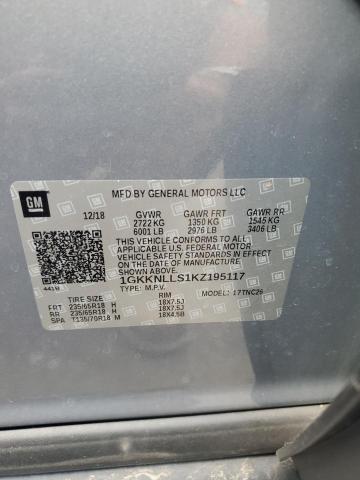 GM
MFD BY GENERAL MOTORS LLC
12/18 GVWR GAWR FRT GAWR RR
2722 KG 1350 KG 1545 KG
6001 LB 2976 LB 3406 LB
THIS VEHICLE CONFORMS TO ALL
APPLICABLE U.S. FEDERAL MOTOR
VEHICLE SAFETY STANDARDS IN EFFECT
ON THE DATE OF MANUFACTURE
SHOWN ABOVE.
1GKKNLLS1KZ195117
TYPE: M.P.V. MODEL: 17TNC26
4418
TIRE SIZE RIM
FRT 235/65R18 H 18X7.5J
RR 235/65R18 H 18X7.5J
SPA T135/70R18 M 18X4.5B